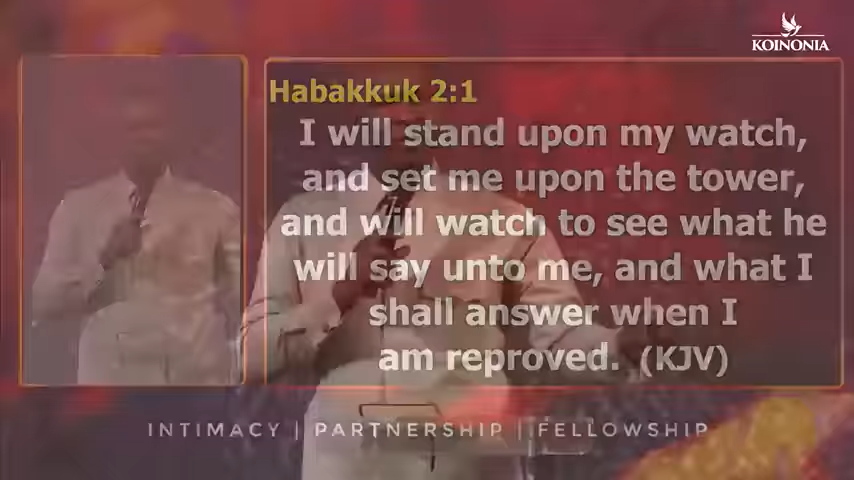 KOINONIA
Habakkuk 2:1
I will stand upon my watch,
and set me upon the tower,
and will watch to see what he
will say unto me, and what I
shall answer when I
am reproved. (KJV)
INTIMACY | PARTNERSHIP | FELLOWSHIP